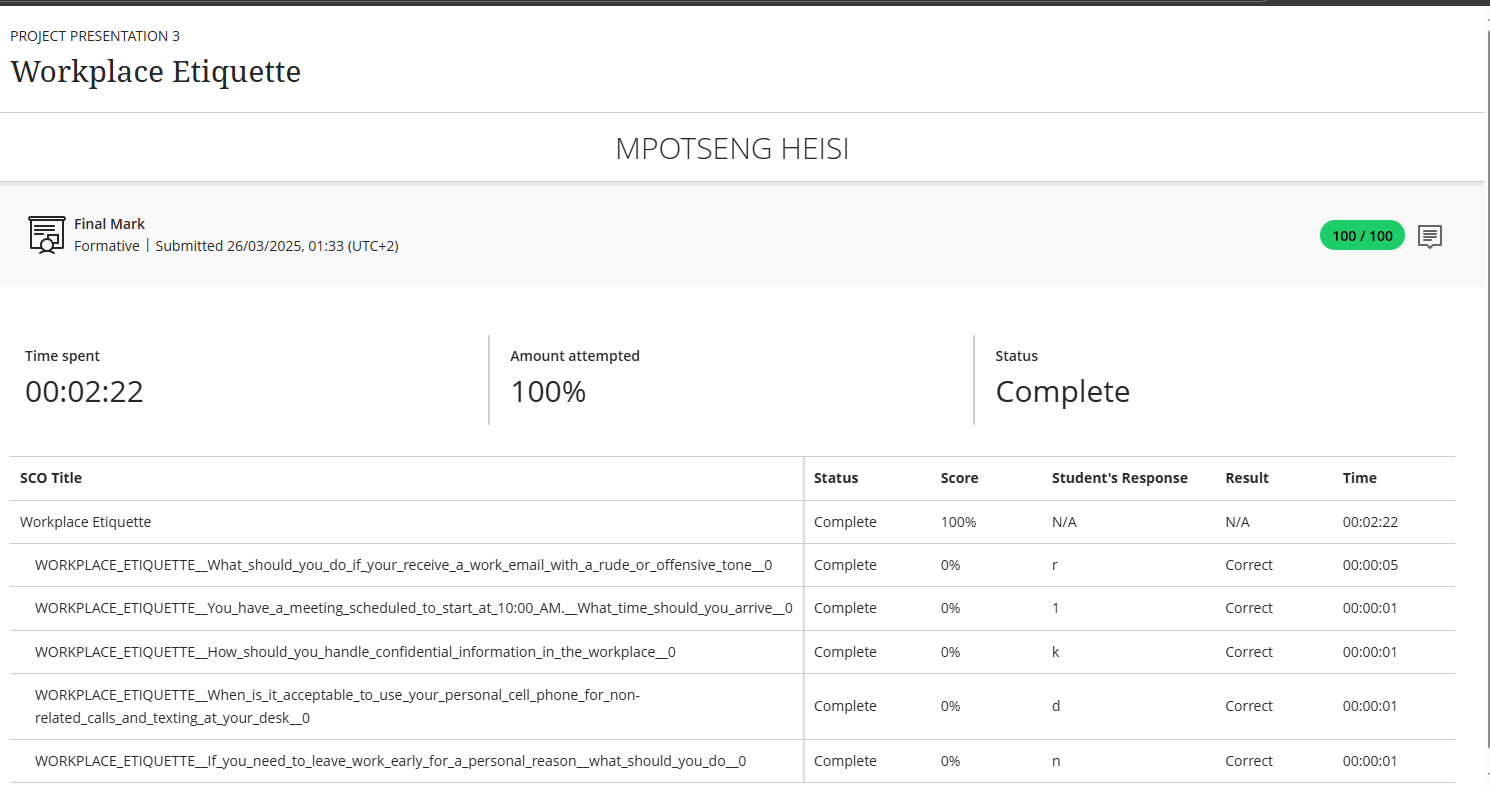 PROJECT PRESENTATION 3
Workplace Etiquette
MPOTSENG HEISI
Final Mark
Formative | Submitted 26/03/2025, 01:33 (UTC+2)
100 / 100
Time spent
00:02:22
Amount attempted
100%
Status
Complete
SCO Title Status Score Student's Response Result Time
Workplace Etiquette Complete 100% N/A N/A 00:02:22
WORKPLACE_ETIQUETTE__What_should_you_do_if_your_receive_a_work_email_with_a_rude_or_offensive_tone__0 Complete 0% r Correct 00:00:05
WORKPLACE_ETIQUETTE__You_have_a_meeting_scheduled_to_start_at_10:00_AM.__What_time_should_you_arrive__0 Complete 0% 1 Correct 00:00:01
WORKPLACE_ETIQUETTE__How_should_you_handle_confidential_information_in_the_workplace__0 Complete 0% k Correct 00:00:01
WORKPLACE_ETIQUETTE__When_is_it_acceptable_to_use_your_personal_cell_phone_for_non-
related_calls_and_texting_at_your_desk__0 Complete 0% d Correct 00:00:01
WORKPLACE_ETIQUETTE__If_you_need_to_leave_work_early_for_a_personal_reason__what_should_you_do__0 Complete 0% n Correct 00:00:01